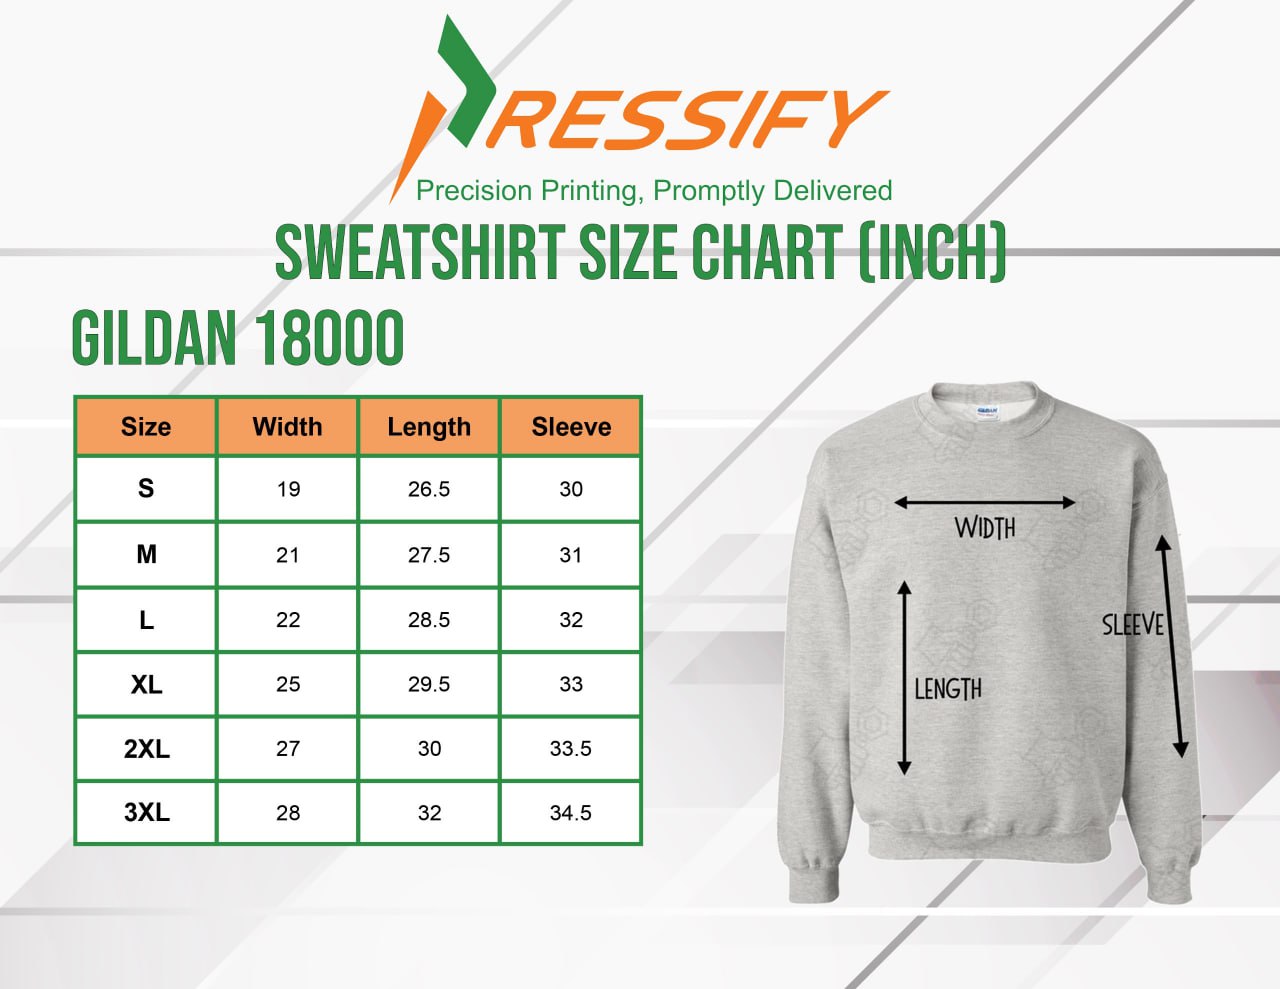 PRESSIFY
Precision Printing, Promptly Delivered
SWEATSHIRT SIZE CHART (INCH)
GILDAN 18000
Size Width Length Sleeve
S 19 26.5 30
M 21 27.5 31
L 22 28.5 32
XL 25 29.5 33
2XL 27 30 33.5
3XL 28 32 34.5
GILDAN
WIDTH
SLEEVE
LENGTH